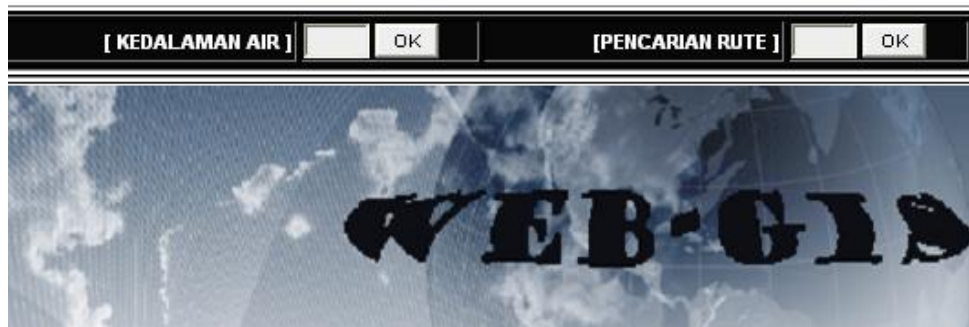 [ KEDALAMAN AIR ] OK [PENCARIAN RUTE ] OK
WEB-GIS